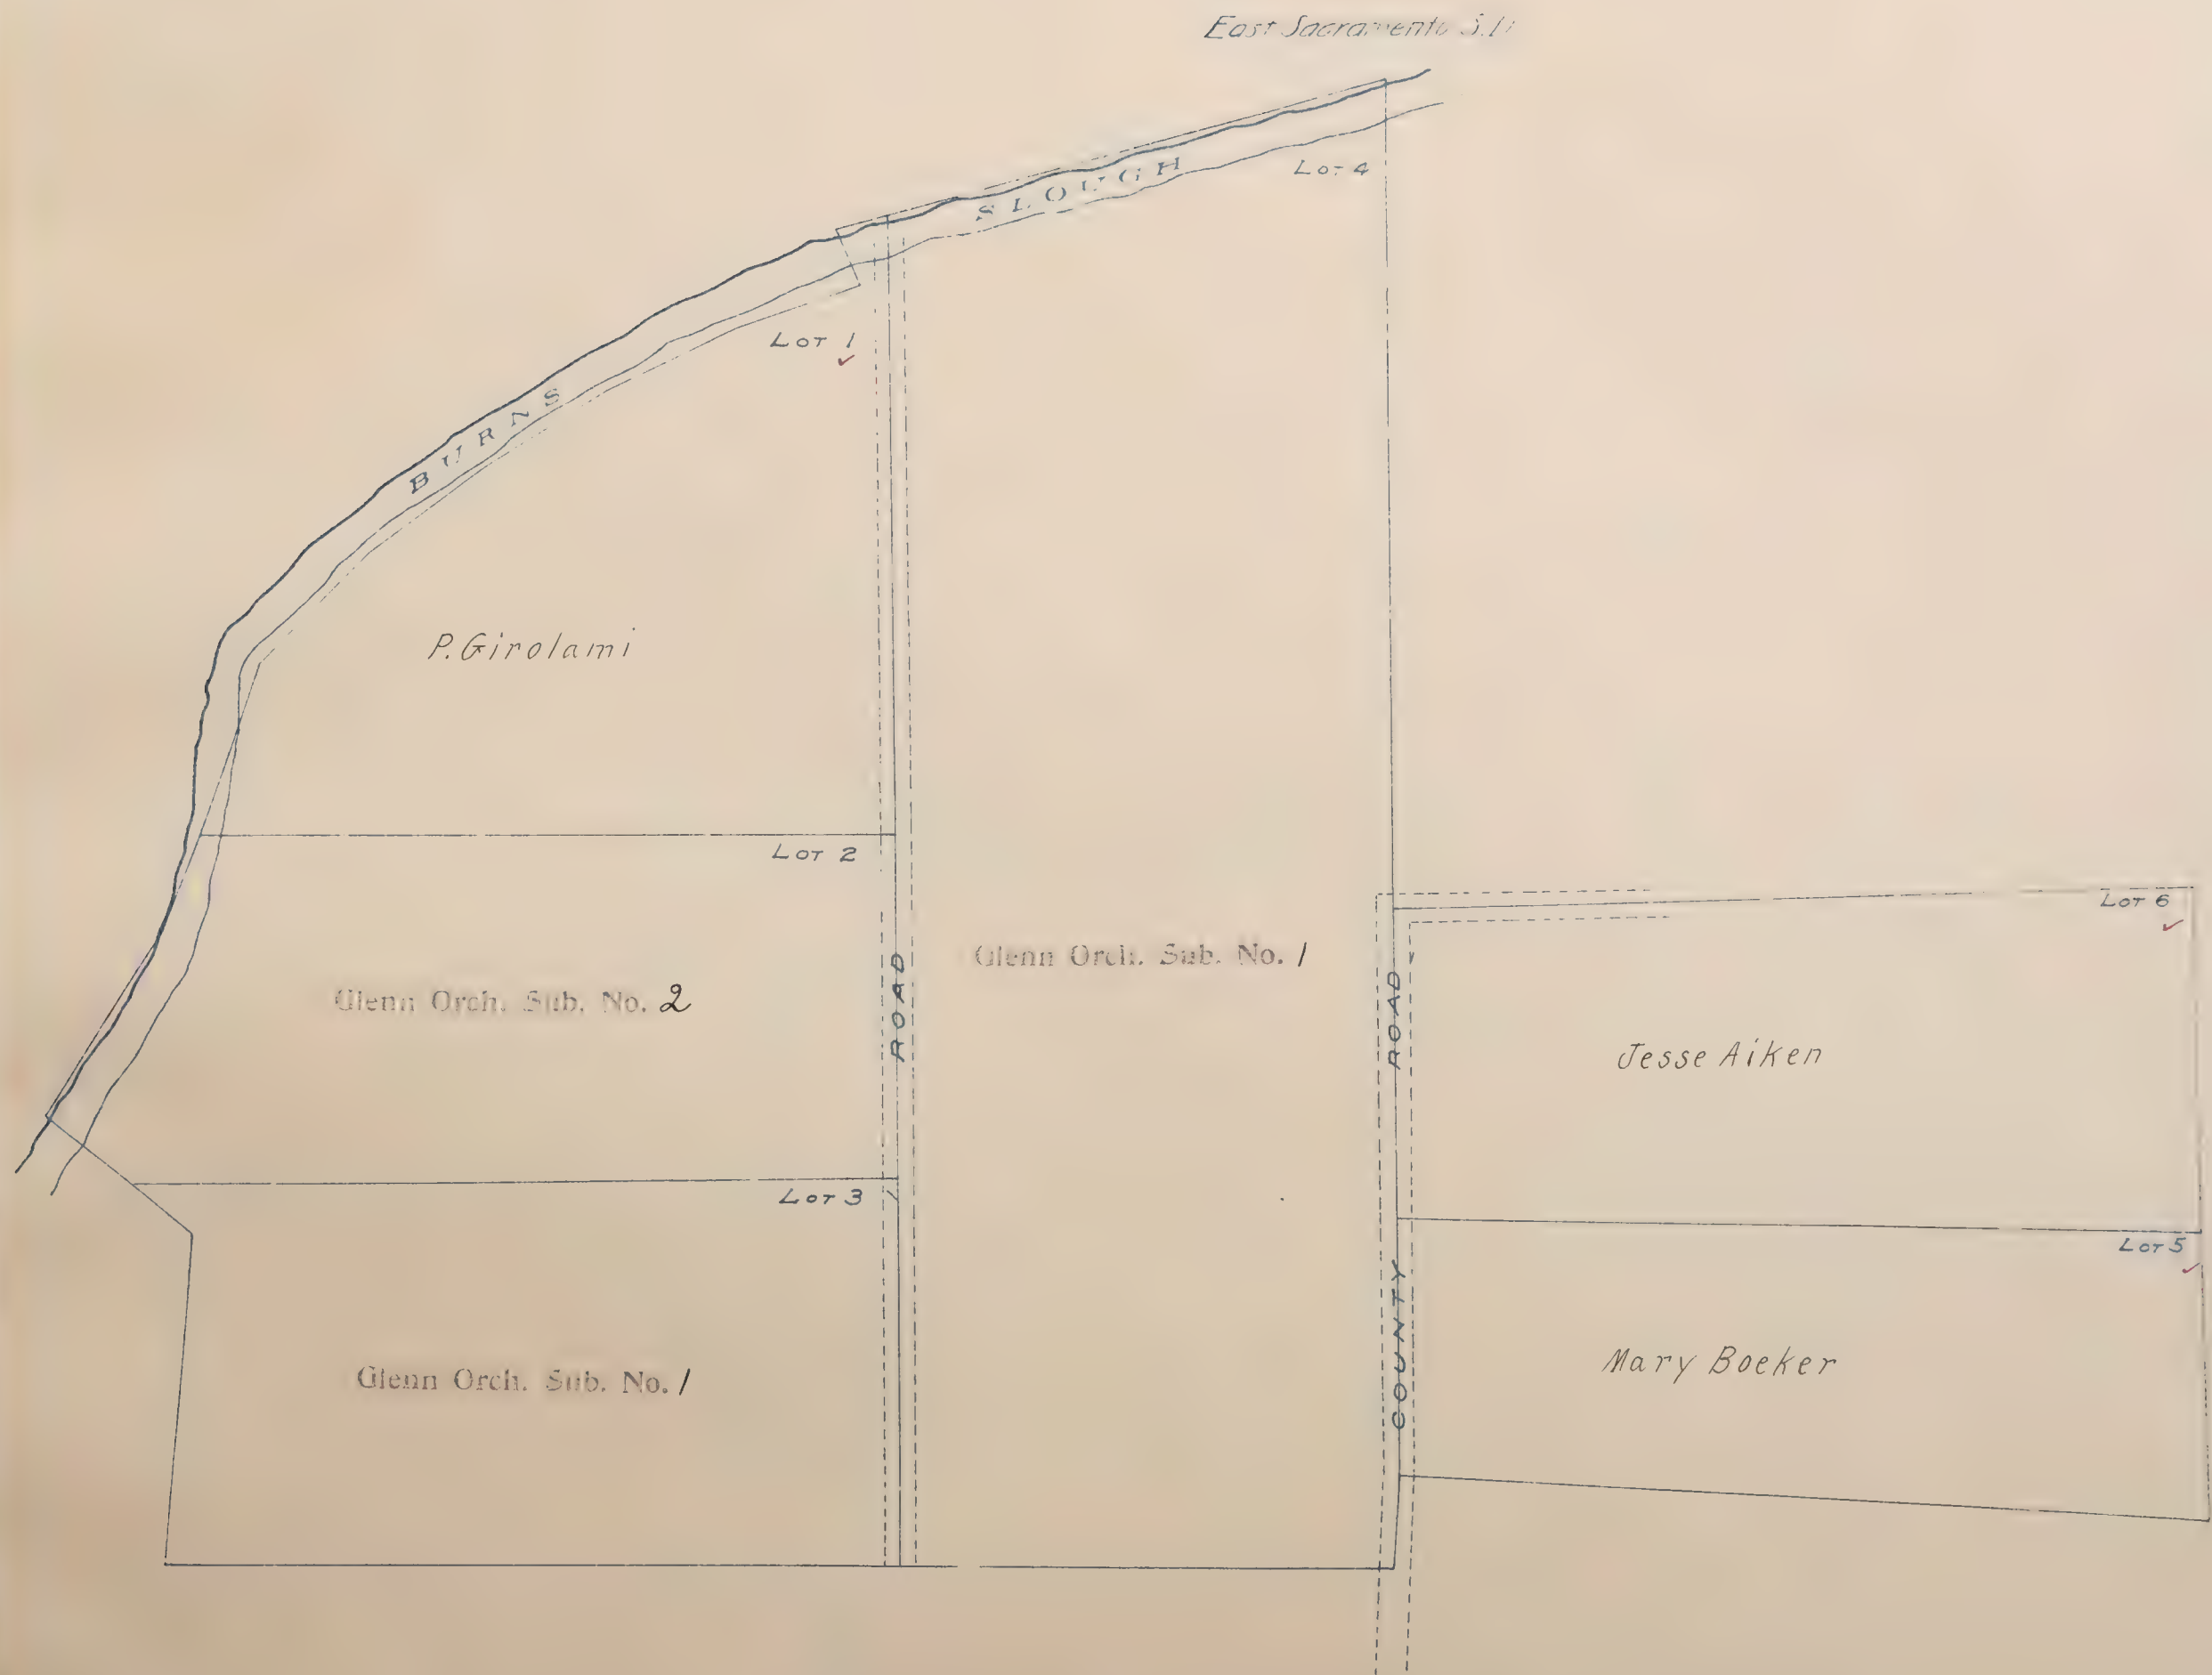 East Sacramento
SLOUGH
LOT 4
LOT 1
BURNS
P. Girolami
LOT 2
LOT 6
Glenn Orch. Sub. No. 1
Glenn Orch. Sub. No. 2
ROAD
ROAD
Jesse Aiken
LOT 3
LOT 5
COUNTY
Mary Boeker
Glenn Orch. Sub. No. 1